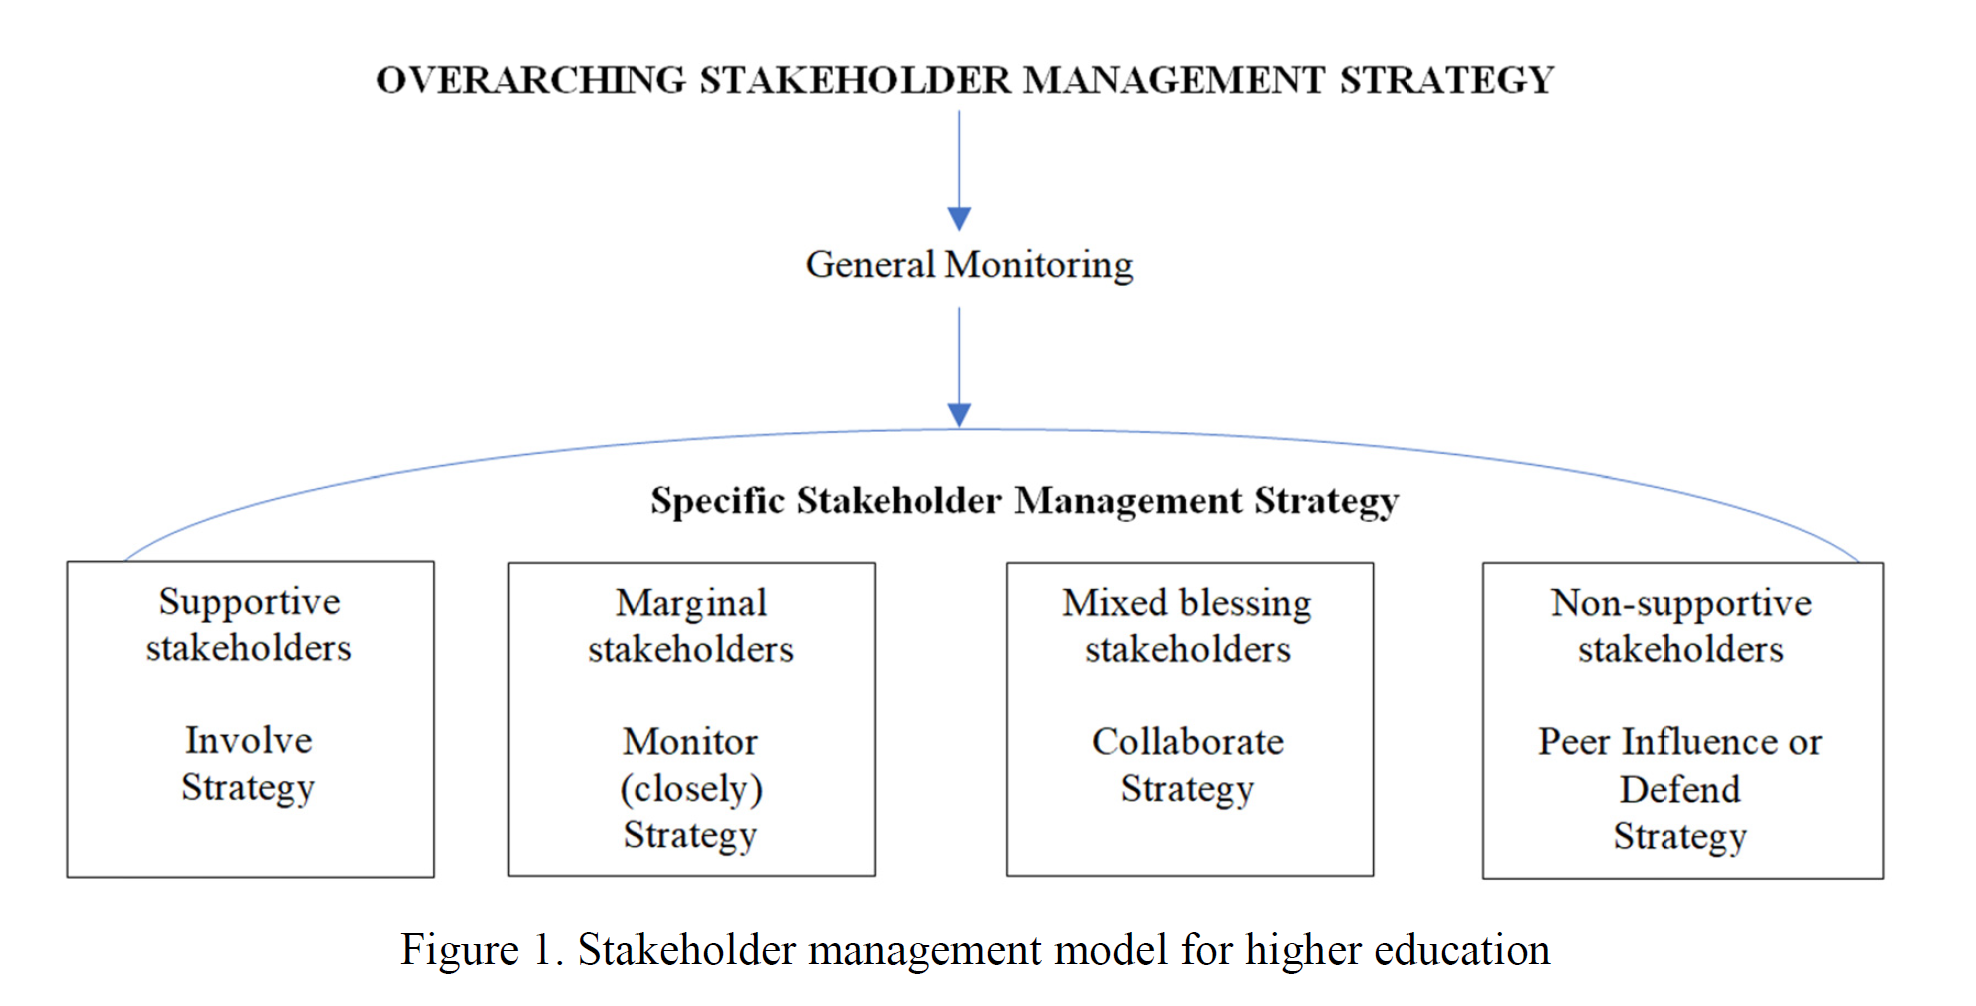 OVERARCHING STAKEHOLDER MANAGEMENT STRATEGY
General Monitoring
Specific Stakeholder Management Strategy
Supportive
stakeholders
Involve
Strategy
Marginal
stakeholders
Monitor
(closely)
Strategy
Mixed blessing
stakeholders
Collaborate
Strategy
Non-supportive
stakeholders
Peer Influence or
Defend
Strategy
Figure 1. Stakeholder management model for higher education